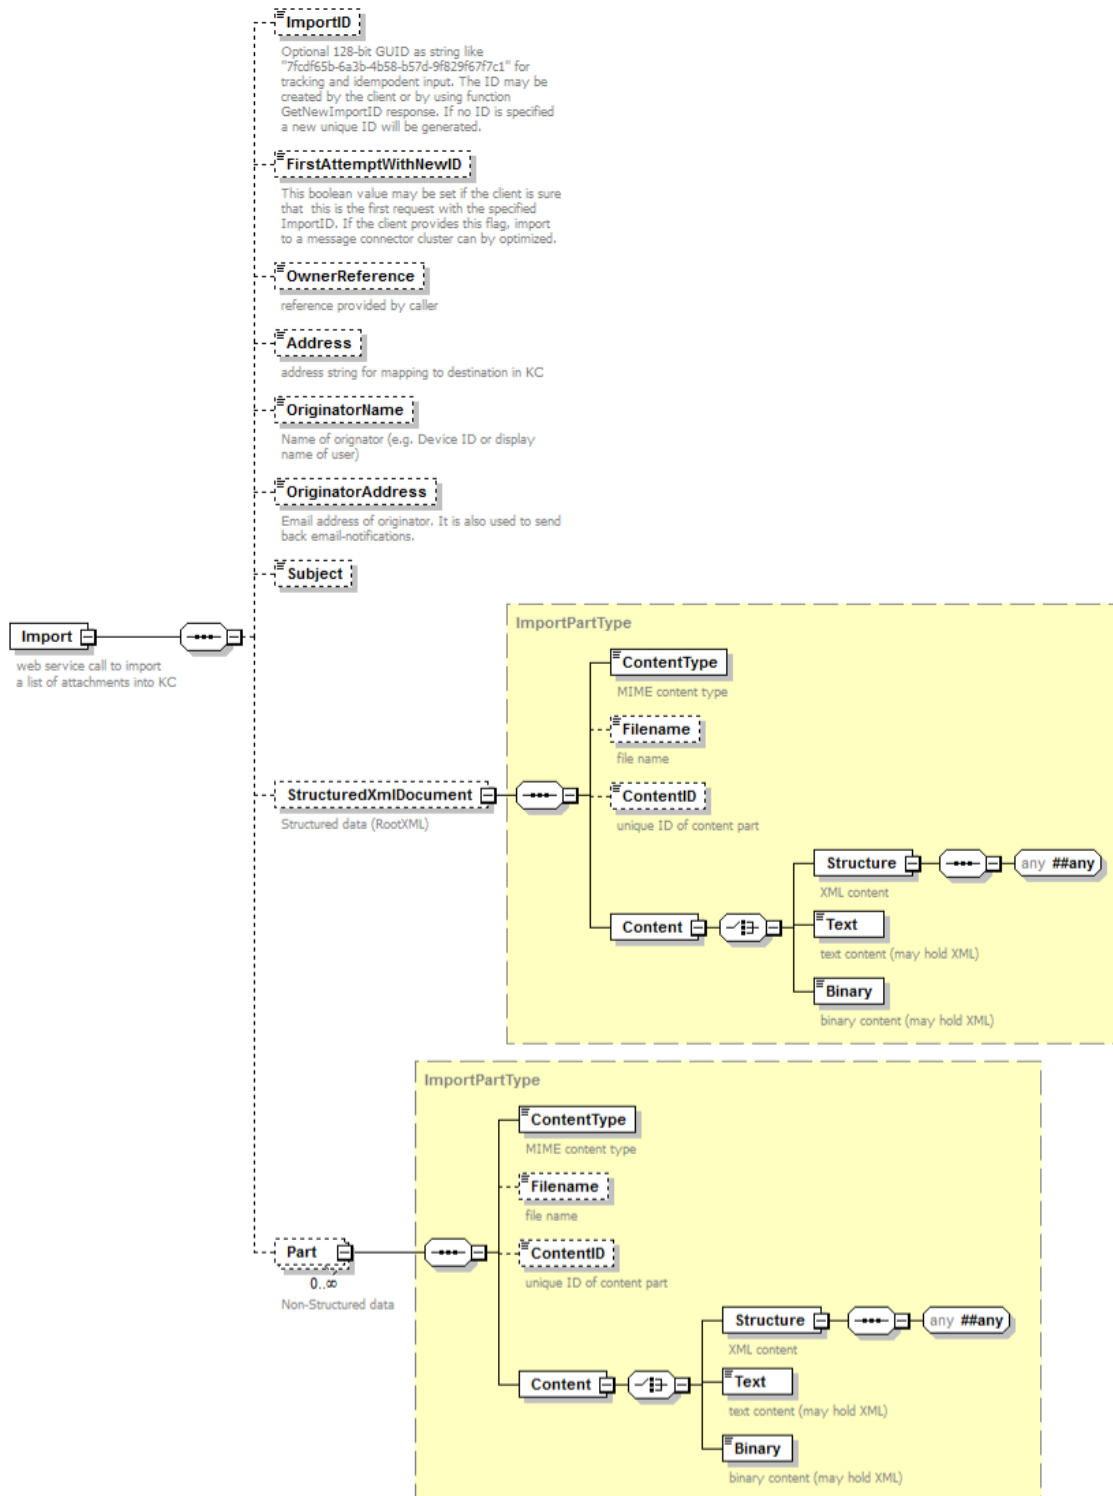 ImportID
Optional 128-bit GUID as string like
"7fcdf65b-6a3b-4b58-b57d-9f829f67f7c1" for
tracking and idempodent input. The ID may be
created by the client or by using function
GetNewImportID response. If no ID is specified
a new unique ID will be generated.
FirstAttemptWithNewID
This boolean value may be set if the client is sure
that this is the first request with the specified
ImportID. If the client provides this flag, import
to a message connector cluster can by optimized.
OwnerReference
reference provided by caller
Address
address string for mapping to destination in KC
OriginatorName
Name of orignator (e.g. Device ID or display
name of user)
OriginatorAddress
Email address of originator. It is also used to send
back email-notifications.
Subject
Import
web service call to import
a list of attachments into KC
ImportPartType
ContentType
MIME content type
Filename
file name
StructuredXmlDocument
Structured data (RootXML)
ContentID
unique ID of content part
Structure
any ##any
XML content
Content
Text
text content (may hold XML)
Binary
binary content (may hold XML)
ImportPartType
ContentType
MIME content type
Filename
file name
Part
0..∞
Non-Structured data
ContentID
unique ID of content part
Structure
any ##any
XML content
Content
Text
text content (may hold XML)
Binary
binary content (may hold XML)